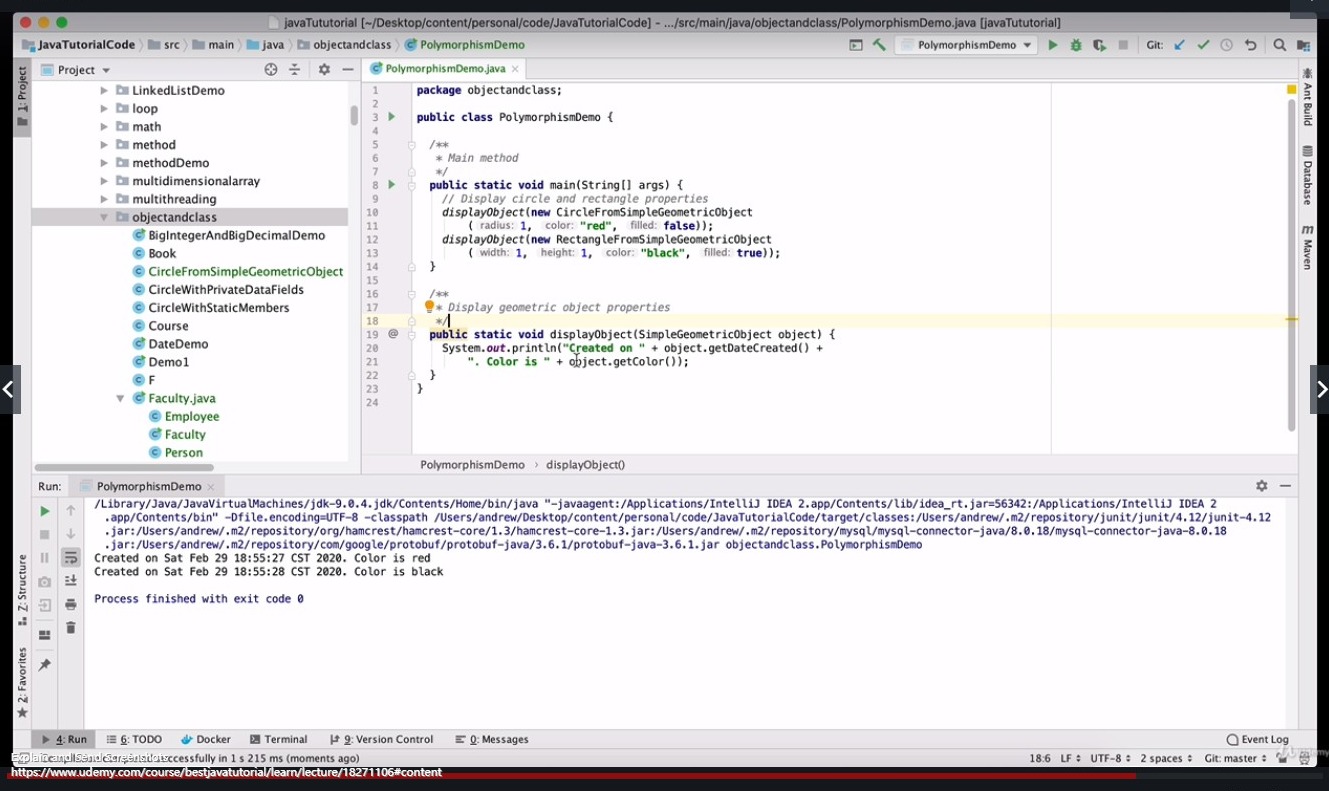 javaTututorial [~/Desktop/content/personal/code/JavaTutorialCode] - .../src/main/java/objectandclass/PolymorphismDemo.java [javaTututorial]
JavaTutorialCode src main java objectandclass PolymorphismDemo
PolymorphismDemo
Git:
Project
PolymorphismDemo.java
1: Project
LinkedListDemo
loop
math
method
methodDemo
multidimensionalarray
multithreading
objectandclass
BigIntegerAndBigDecimalDemo
Book
CircleFromSimpleGeometricObject
CircleWithPrivateDataFields
CircleWithStaticMembers
Course
DateDemo
Demo1
F
Faculty.java
Employee
Faculty
Person
1 package objectandclass;
2
3 public class PolymorphismDemo {
4
5 /**
6 * Main method
7 */
8 public static void main(String[] args) {
9 // Display circle and rectangle properties
10 displayObject(new CircleFromSimpleGeometricObject
11 ( radius: 1, color: "red", filled: false));
12 displayObject(new RectangleFromSimpleGeometricObject
13 ( width: 1, height: 1, color: "black", filled: true));
14 }
15
16 /**
17 * Display geometric object properties
18 */
19 @ public static void displayObject(SimpleGeometricObject object) {
20 System.out.println("Created on " + object.getDateCreated() +
21 ". Color is " + object.getColor());
22 }
23 }
24
PolymorphismDemo › displayObject()
Ant Build
Database
m Maven
Run: PolymorphismDemo
/Library/Java/JavaVirtualMachines/jdk-9.0.4.jdk/Contents/Home/bin/java "-javaagent:/Applications/IntelliJ IDEA 2.app/Contents/lib/idea_rt.jar=56342:/Applications/IntelliJ IDEA 2
.app/Contents/bin" -Dfile.encoding=UTF-8 -classpath /Users/andrew/Desktop/content/personal/code/JavaTutorialCode/target/classes:/Users/andrew/.m2/repository/junit/junit/4.12/junit-4.12
.jar:/Users/andrew/.m2/repository/org/hamcrest/hamcrest-core/1.3/hamcrest-core-1.3.jar:/Users/andrew/.m2/repository/mysql/mysql-connector-java/8.0.18/mysql-connector-java-8.0.18
.jar:/Users/andrew/.m2/repository/com/google/protobuf/protobuf-java/3.6.1/protobuf-java-3.6.1.jar objectandclass.PolymorphismDemo
Created on Sat Feb 29 18:55:27 CST 2020. Color is red
Created on Sat Feb 29 18:55:28 CST 2020. Color is black
Process finished with exit code 0
Z: Structure
2: Favorites
4: Run 6: TODO Docker Terminal 9: Version Control 0: Messages
Event Log
successfully in 1 s 215 ms (moments ago)
18:6 LF UTF-8 2 spaces Git: master
https://www.udemy.com/course/bestjavatutorial/learn/lecture/18271106#content